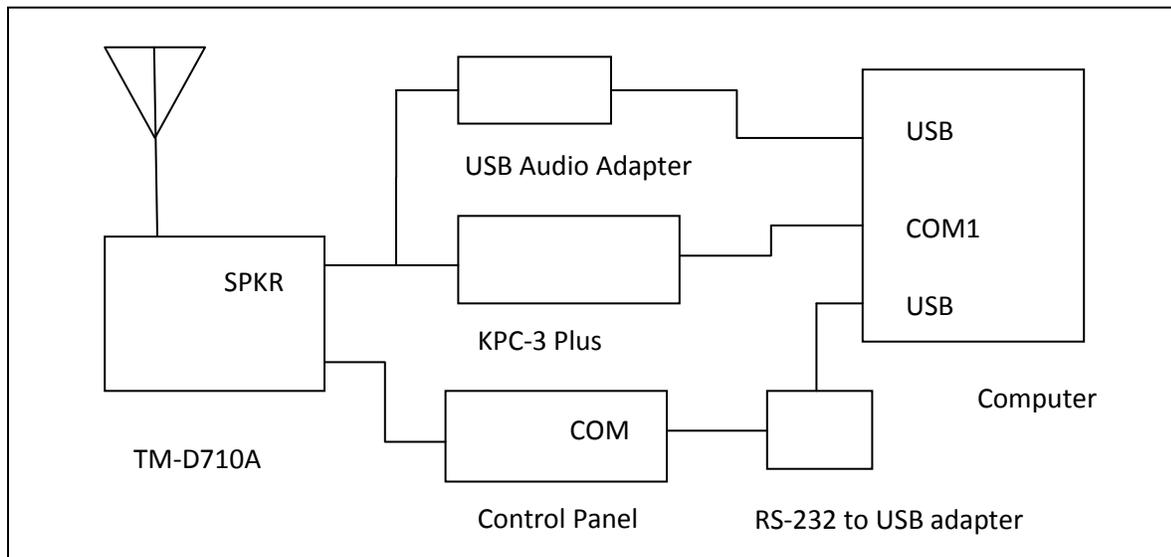 USB
USB Audio Adapter
COM1
SPKR
USB
KPC-3 Plus
Computer
COM
TM-D710A
Control Panel
RS-232 to USB adapter